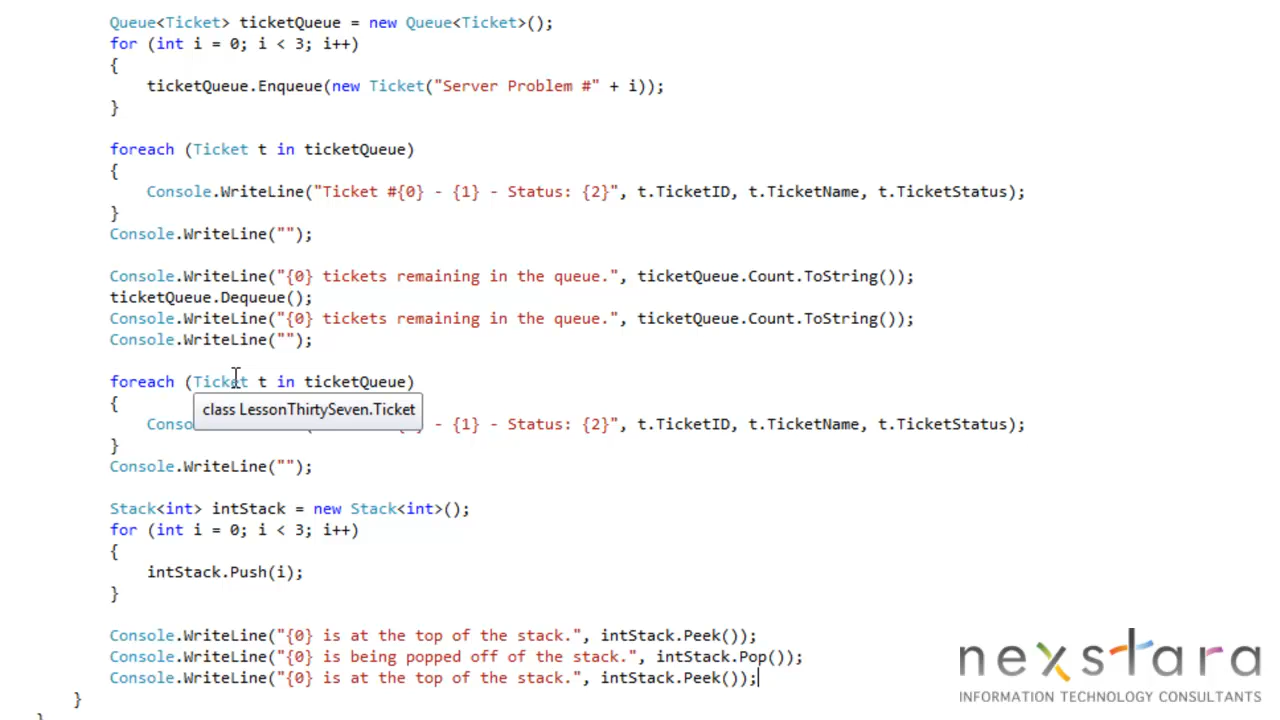 Queue<Ticket> ticketQueue = new Queue<Ticket>();
for (int i = 0; i < 3; i++)
{
ticketQueue.Enqueue(new Ticket("Server Problem #" + i));
}
foreach (Ticket t in ticketQueue)
{
Console.WriteLine("Ticket #{0} - {1} - Status: {2}", t.TicketID, t.TicketName, t.TicketStatus);
}
Console.WriteLine("");
Console.WriteLine("{0} tickets remaining in the queue.", ticketQueue.Count.ToString());
ticketQueue.Dequeue();
Console.WriteLine("{0} tickets remaining in the queue.", ticketQueue.Count.ToString());
Console.WriteLine("");
foreach (Ticket t in ticketQueue)
{
class LessonThirtySeven.Ticket
Conso - {1} - Status: {2}", t.TicketID, t.TicketName, t.TicketStatus);
}
Console.WriteLine("");
Stack<int> intStack = new Stack<int>();
for (int i = 0; i < 3; i++)
{
intStack.Push(i);
}
Console.WriteLine("{0} is at the top of the stack.", intStack.Peek());
Console.WriteLine("{0} is being popped off of the stack.", intStack.Pop());
Console.WriteLine("{0} is at the top of the stack.", intStack.Peek());
}
nexstara
INFORMATION TECHNOLOGY CONSULTANTS